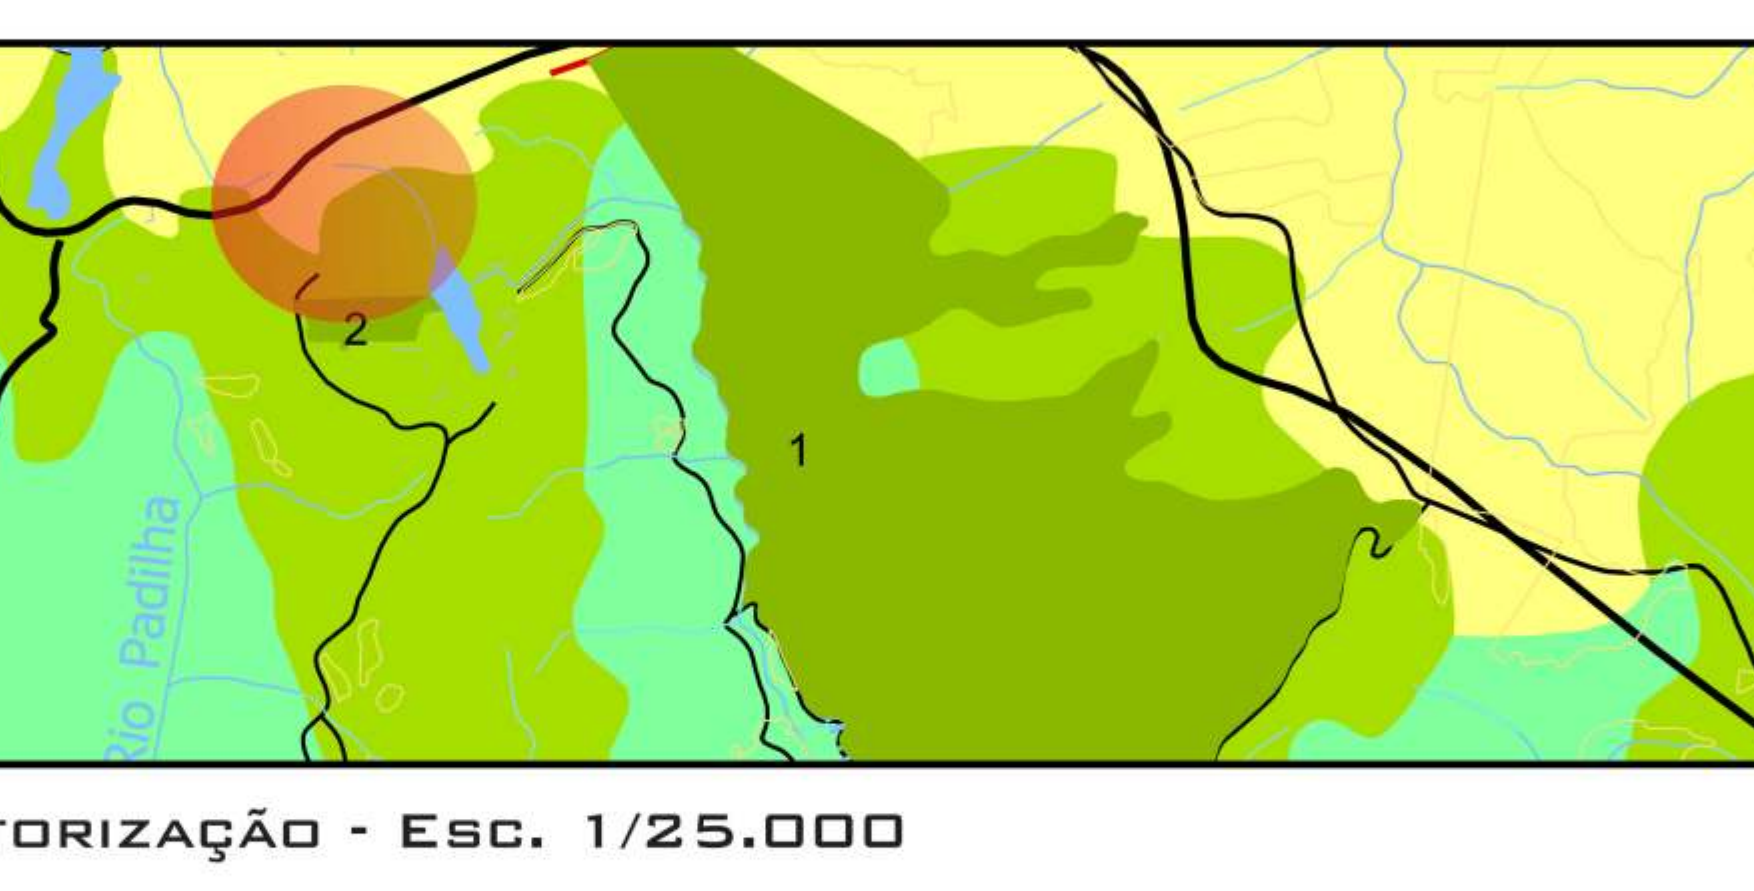 2
1
Rio Padilha
TORIZAÇÃO - Esc. 1/25.000